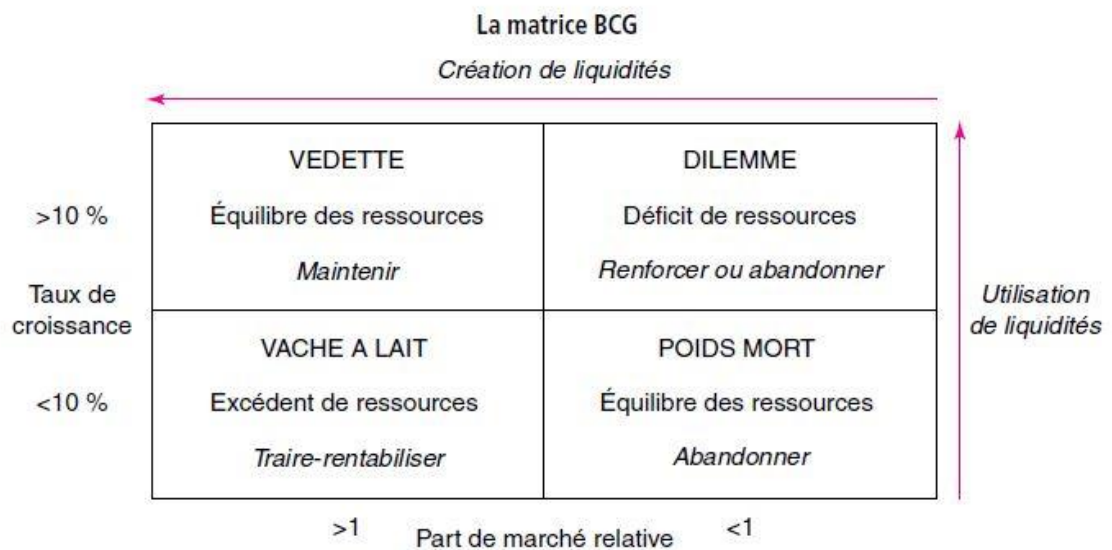 La matrice BCG
Création de liquidités
VEDETTE
Équilibre des ressources
Maintenir
DILEMME
Déficit de ressources
Renforcer ou abandonner
>10 %
Taux de
croissance
<10 %
Utilisation
de liquidités
VACHE A LAIT
Excédent de ressources
Traire-rentabiliser
POIDS MORT
Équilibre des ressources
Abandonner
>1
Part de marché relative
<1